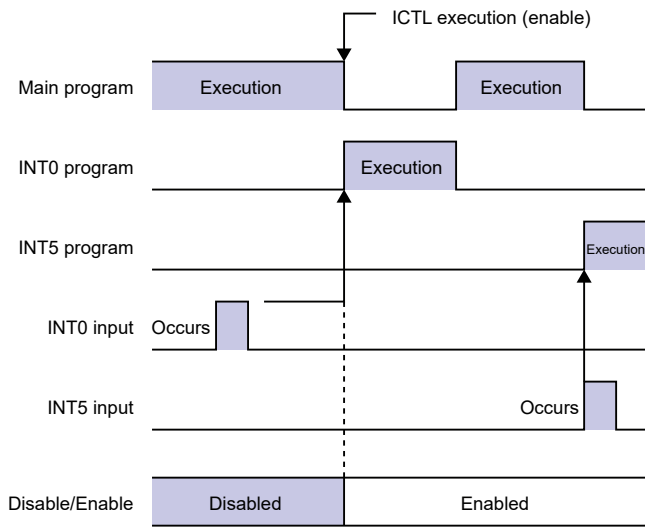 ICTL execution (enable)
Main program Execution Execution
INT0 program Execution
INT5 program Execution
INT0 input Occurs
INT5 input Occurs
Disable/Enable Disabled Enabled